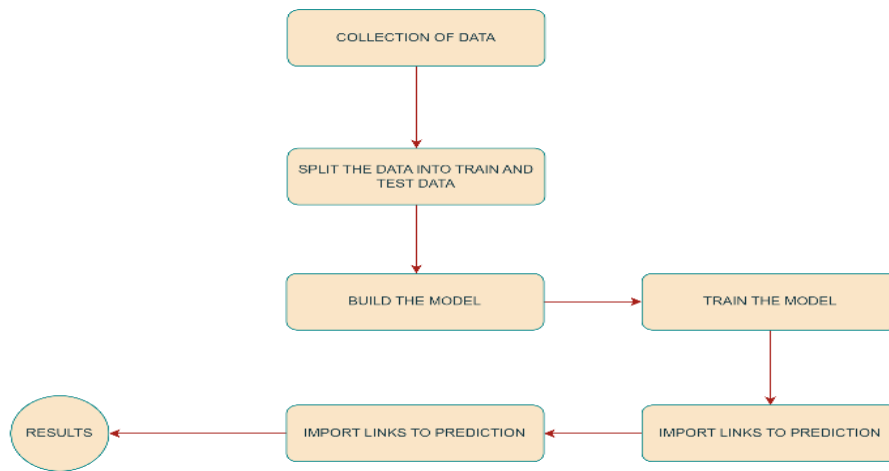 COLLECTION OF DATA
SPLIT THE DATA INTO TRAIN AND
TEST DATA
BUILD THE MODEL
TRAIN THE MODEL
IMPORT LINKS TO PREDICTION
IMPORT LINKS TO PREDICTION
RESULTS